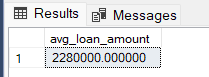 Results Messages
avg_loan_amount
1 2280000.000000